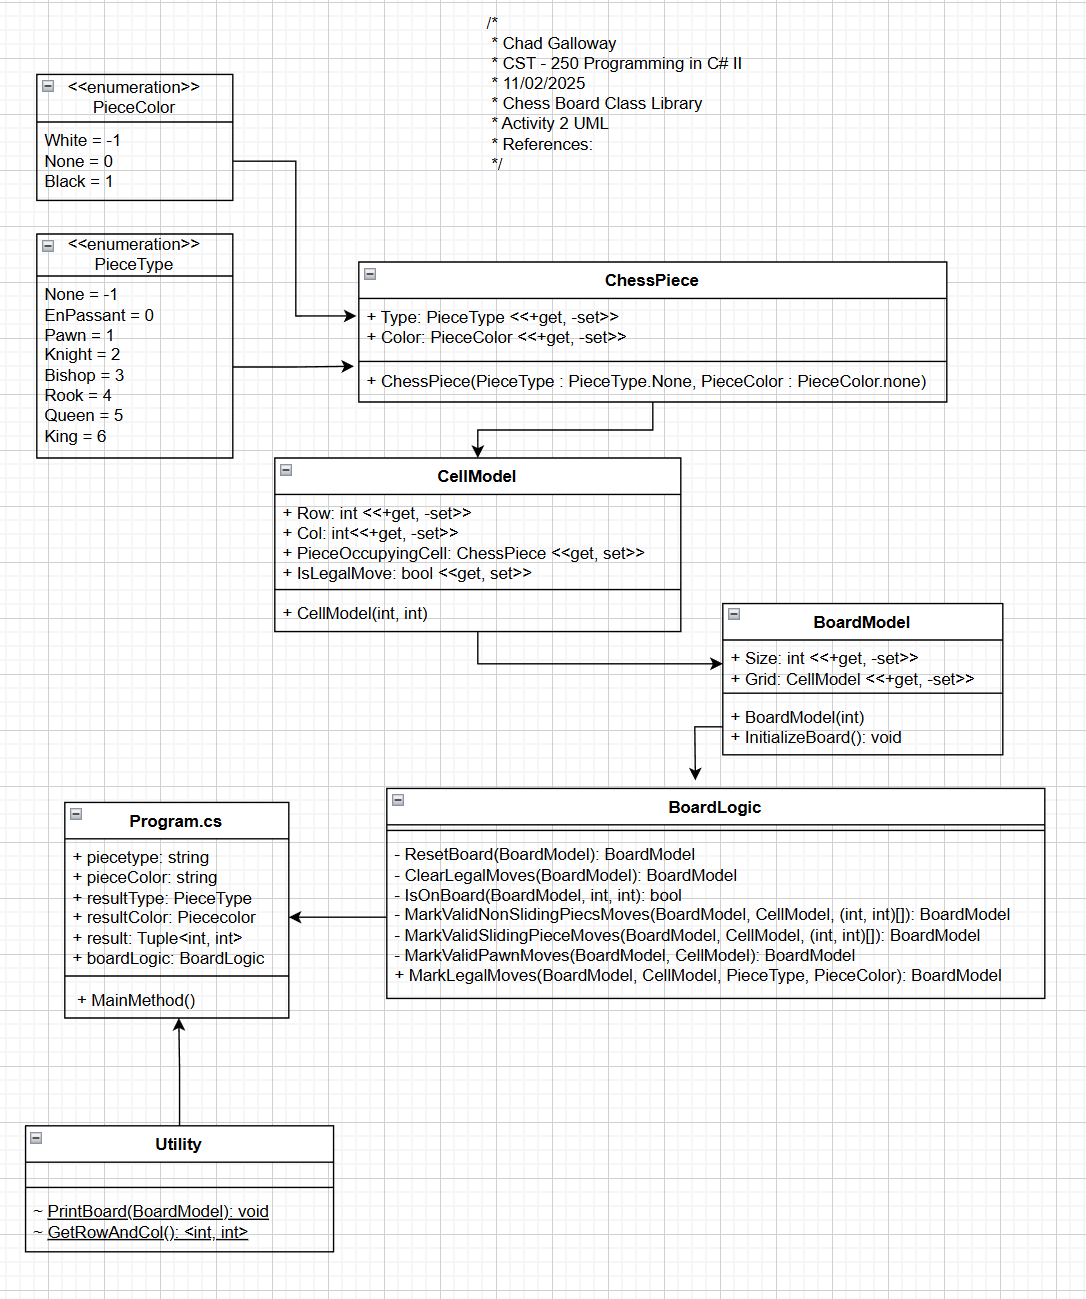 /*
* Chad Galloway
* CST - 250 Programming in C# II
* 11/02/2025
* Chess Board Class Library
* Activity 2 UML
* References:
*/
<<enumeration>>
PieceColor
White = -1
None = 0
Black = 1
<<enumeration>>
PieceType
None = -1
EnPassant = 0
Pawn = 1
Knight = 2
Bishop = 3
Rook = 4
Queen = 5
King = 6
ChessPiece
+ Type: PieceType <<+get, -set>>
+ Color: PieceColor <<+get, -set>>
+ ChessPiece(PieceType : PieceType.None, PieceColor : PieceColor.none)
CellModel
+ Row: int <<+get, -set>>
+ Col: int<<+get, -set>>
+ PieceOccupyingCell: ChessPiece <<get, set>>
+ IsLegalMove: bool <<get, set>>
+ CellModel(int, int)
BoardModel
+ Size: int <<+get, -set>>
+ Grid: CellModel <<+get, -set>>
+ BoardModel(int)
+ InitializeBoard(): void
BoardLogic
- ResetBoard(BoardModel): BoardModel
- ClearLegalMoves(BoardModel): BoardModel
- IsOnBoard(BoardModel, int, int): bool
- MarkValidNonSlidingPiecsMoves(BoardModel, CellModel, (int, int)[]): BoardModel
- MarkValidSlidingPieceMoves(BoardModel, CellModel, (int, int)[]): BoardModel
- MarkValidPawnMoves(BoardModel, CellModel): BoardModel
+ MarkLegalMoves(BoardModel, CellModel, PieceType, PieceColor): BoardModel
Program.cs
+ piecetype: string
+ pieceColor: string
+ resultType: PieceType
+ resultColor: Piececolor
+ result: Tuple<int, int>
+ boardLogic: BoardLogic
+ MainMethod()
Utility
~ PrintBoard(BoardModel): void
~ GetRowAndCol(): <int, int>